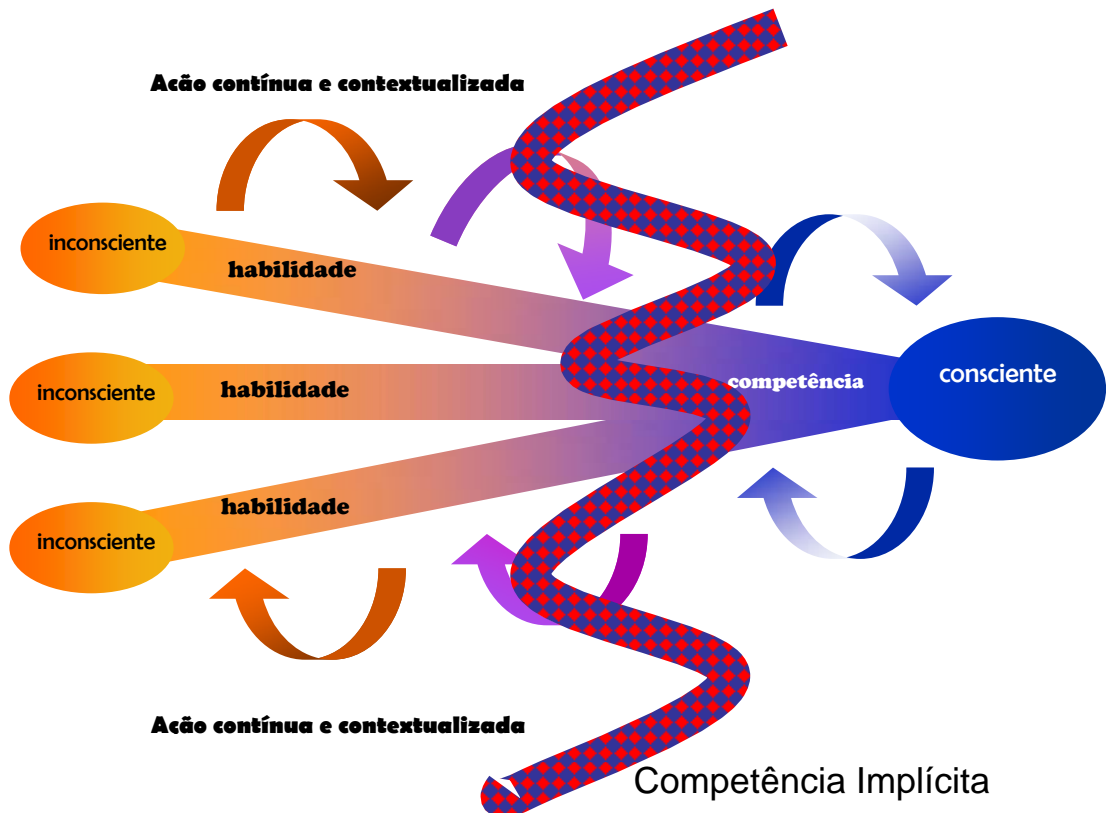 Acão contínua e contextualizada
inconsciente
habilidade
inconsciente
habilidade
competência
consciente
habilidade
inconsciente
Acão contínua e contextualizada
Competência Implícita